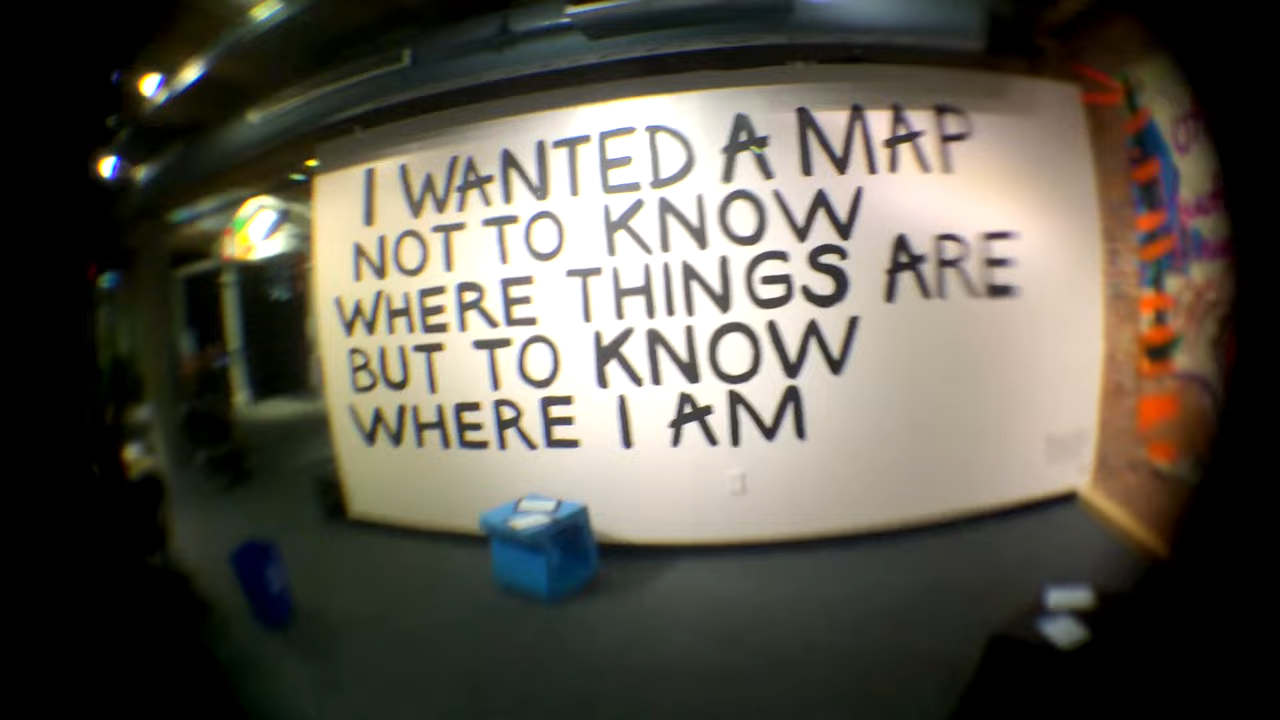 I WANTED A MAP
NOT TO KNOW
WHERE THINGS ARE
BUT TO KNOW
WHERE I AM